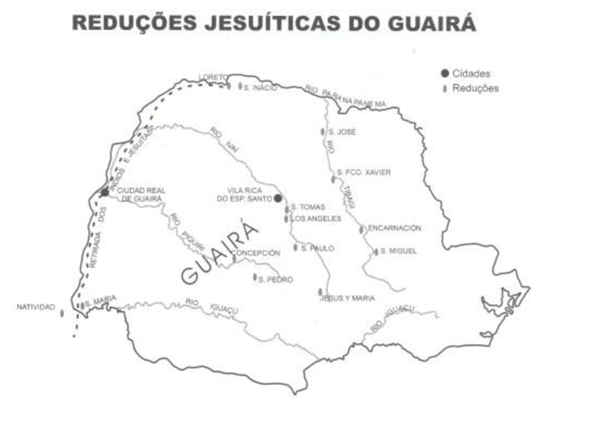 REDUÇÕES JESUÍTICAS DO GUAIRÁ
Cidades
Reduções
LORETO
S. INÁCIO
RIO PARANAPANEMA
S. JOSÉ
RIO TIBAGI
S. FCO. XAVIER
ENCARNACIÓN
S. MIGUEL
RIO IVAÍ
VILA RICA
DO ESP. SANTO
S. TOMAS
LOS ANGELES
S. PAULO
JESUS Y MARIA
RETIRADA DOS ÍNDIOS E JESUITAS
CIUDAD REAL
DE GUAIRÁ
RIO PIQUIRI
GUAIRÁ
CONCEPCIÓN
S. PEDRO
NATIVIDAD
S. MARIA
RIO IGUAÇU
RIO IGUAÇU